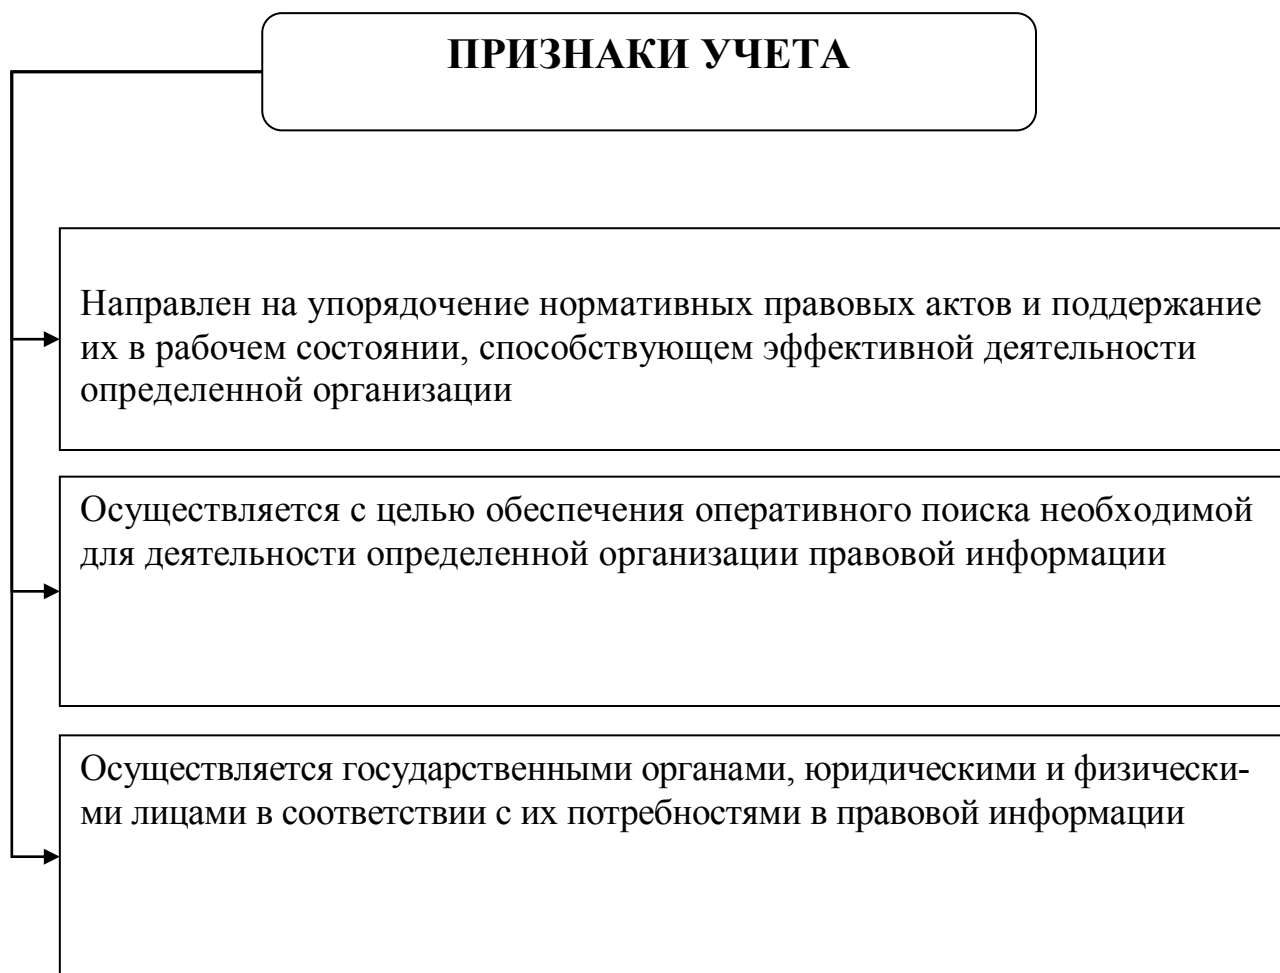 ПРИЗНАКИ УЧЕТА
Направлен на упорядочение нормативных правовых актов и поддержание
их в рабочем состоянии, способствующем эффективной деятельности
определенной организации
Осуществляется с целью обеспечения оперативного поиска необходимой
для деятельности определенной организации правовой информации
Осуществляется государственными органами, юридическими и физически-
ми лицами в соответствии с их потребностями в правовой информации